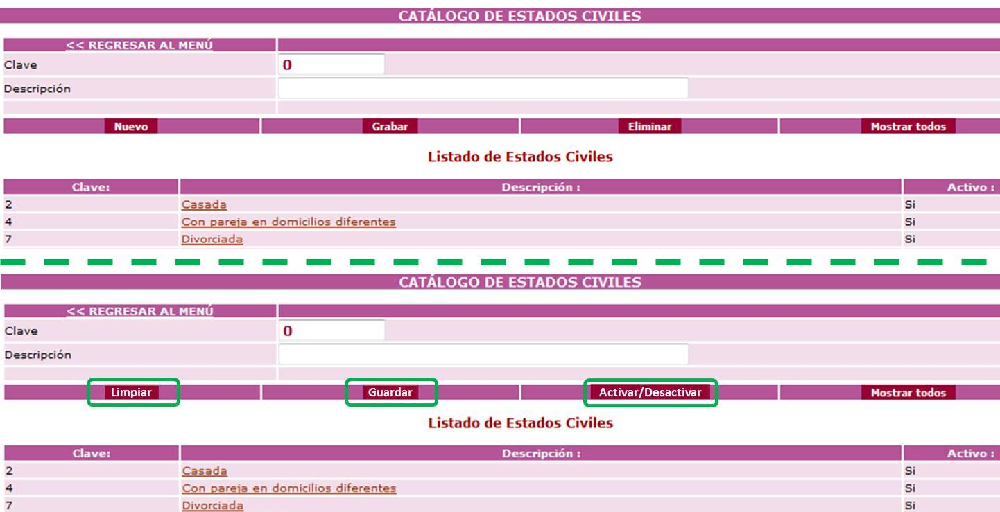 CATÁLOGO DE ESTADOS CIVILES
<< REGRESAR AL MENÚ
Clave 0
Descripción
Nuevo Grabar Eliminar Mostrar todos
Listado de Estados Civiles
Clave: Descripción : Activo :
2 Casada Si
4 Con pareja en domicilios diferentes Si
7 Divorciada Si
CATÁLOGO DE ESTADOS CIVILES
<< REGRESAR AL MENÚ
Clave 0
Descripción
Limpiar Guardar Activar/Desactivar Mostrar todos
Listado de Estados Civiles
Clave: Descripción : Activo :
2 Casada Si
4 Con pareja en domicilios diferentes Si
7 Divorciada Si